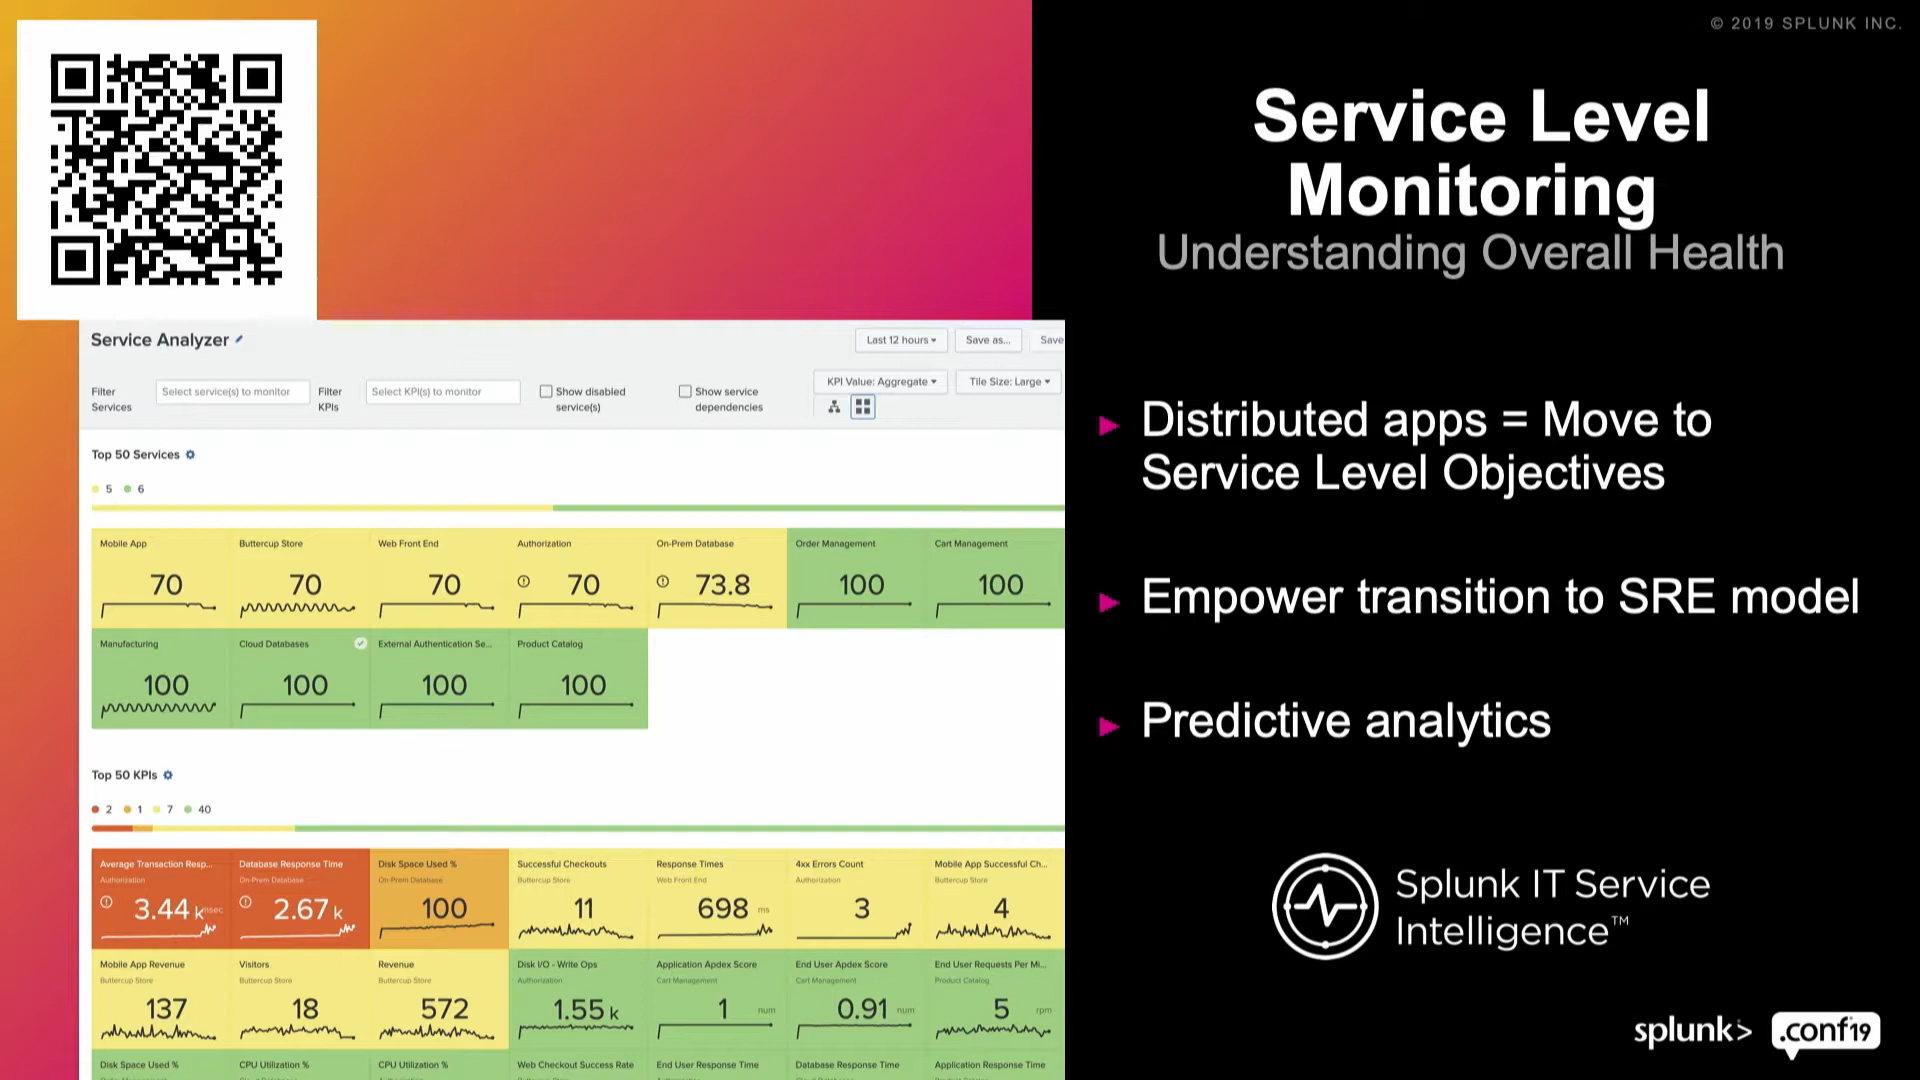 © 2019 SPLUNK INC.
Service Level
Monitoring
Understanding Overall Health
Distributed apps = Move to
Service Level Objectives
Empower transition to SRE model
Predictive analytics
Splunk IT Service
Intelligence™
splunk> .conf19
Service Analyzer
Last 12 hours Save as... Save
Filter
Services
Select service(s) to monitor
Filter
KPIs
Select KPI(s) to monitor
Show disabled
service(s)
Show service
dependencies
KPI Value: Aggregate Tile Size: Large
Top 50 Services
5 6
Mobile App Buttercup Store Web Front End Authorization On-Prem Database Order Management Cart Management
70 70 70 70 73.8 100 100
Manufacturing Cloud Databases External Authentication Se... Product Catalog
100 100 100 100
Top 50 KPIs
2 1 7 40
Average Transaction Resp... Database Response Time Disk Space Used % Successful Checkouts Response Times 4xx Errors Count Mobile App Successful Ch...
Authorization On-Prem Database On-Prem Database Buttercup Store Web Front End Authorization Buttercup Store
3.44 k msec 2.67 k 100 11 698 ms 3 4
Mobile App Revenue Visitors Revenue Disk I/O - Write Ops Application Apdex Score End User Apdex Score End User Requests Per Mi...
Buttercup Store Buttercup Store Buttercup Store Authorization Cart Management Cart Management Product Catalog
137 18 572 1.55 k 1 num 0.91 num 5 rpm
Disk Space Used % CPU Utilization % CPU Utilization % Web Checkout Success Rate End User Response Time Database Response Time Application Response Time